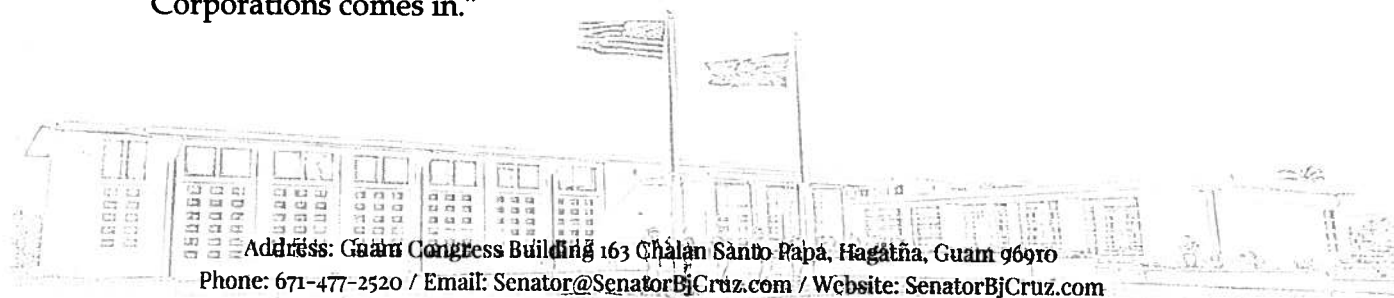 Corporations comes in."
Address: Guam Congress Building 163 Chalan Santo Papa, Hagåtña, Guam 96910
Phone: 671-477-2520 / Email: Senator@SenatorBjCruz.com / Website: SenatorBjCruz.com